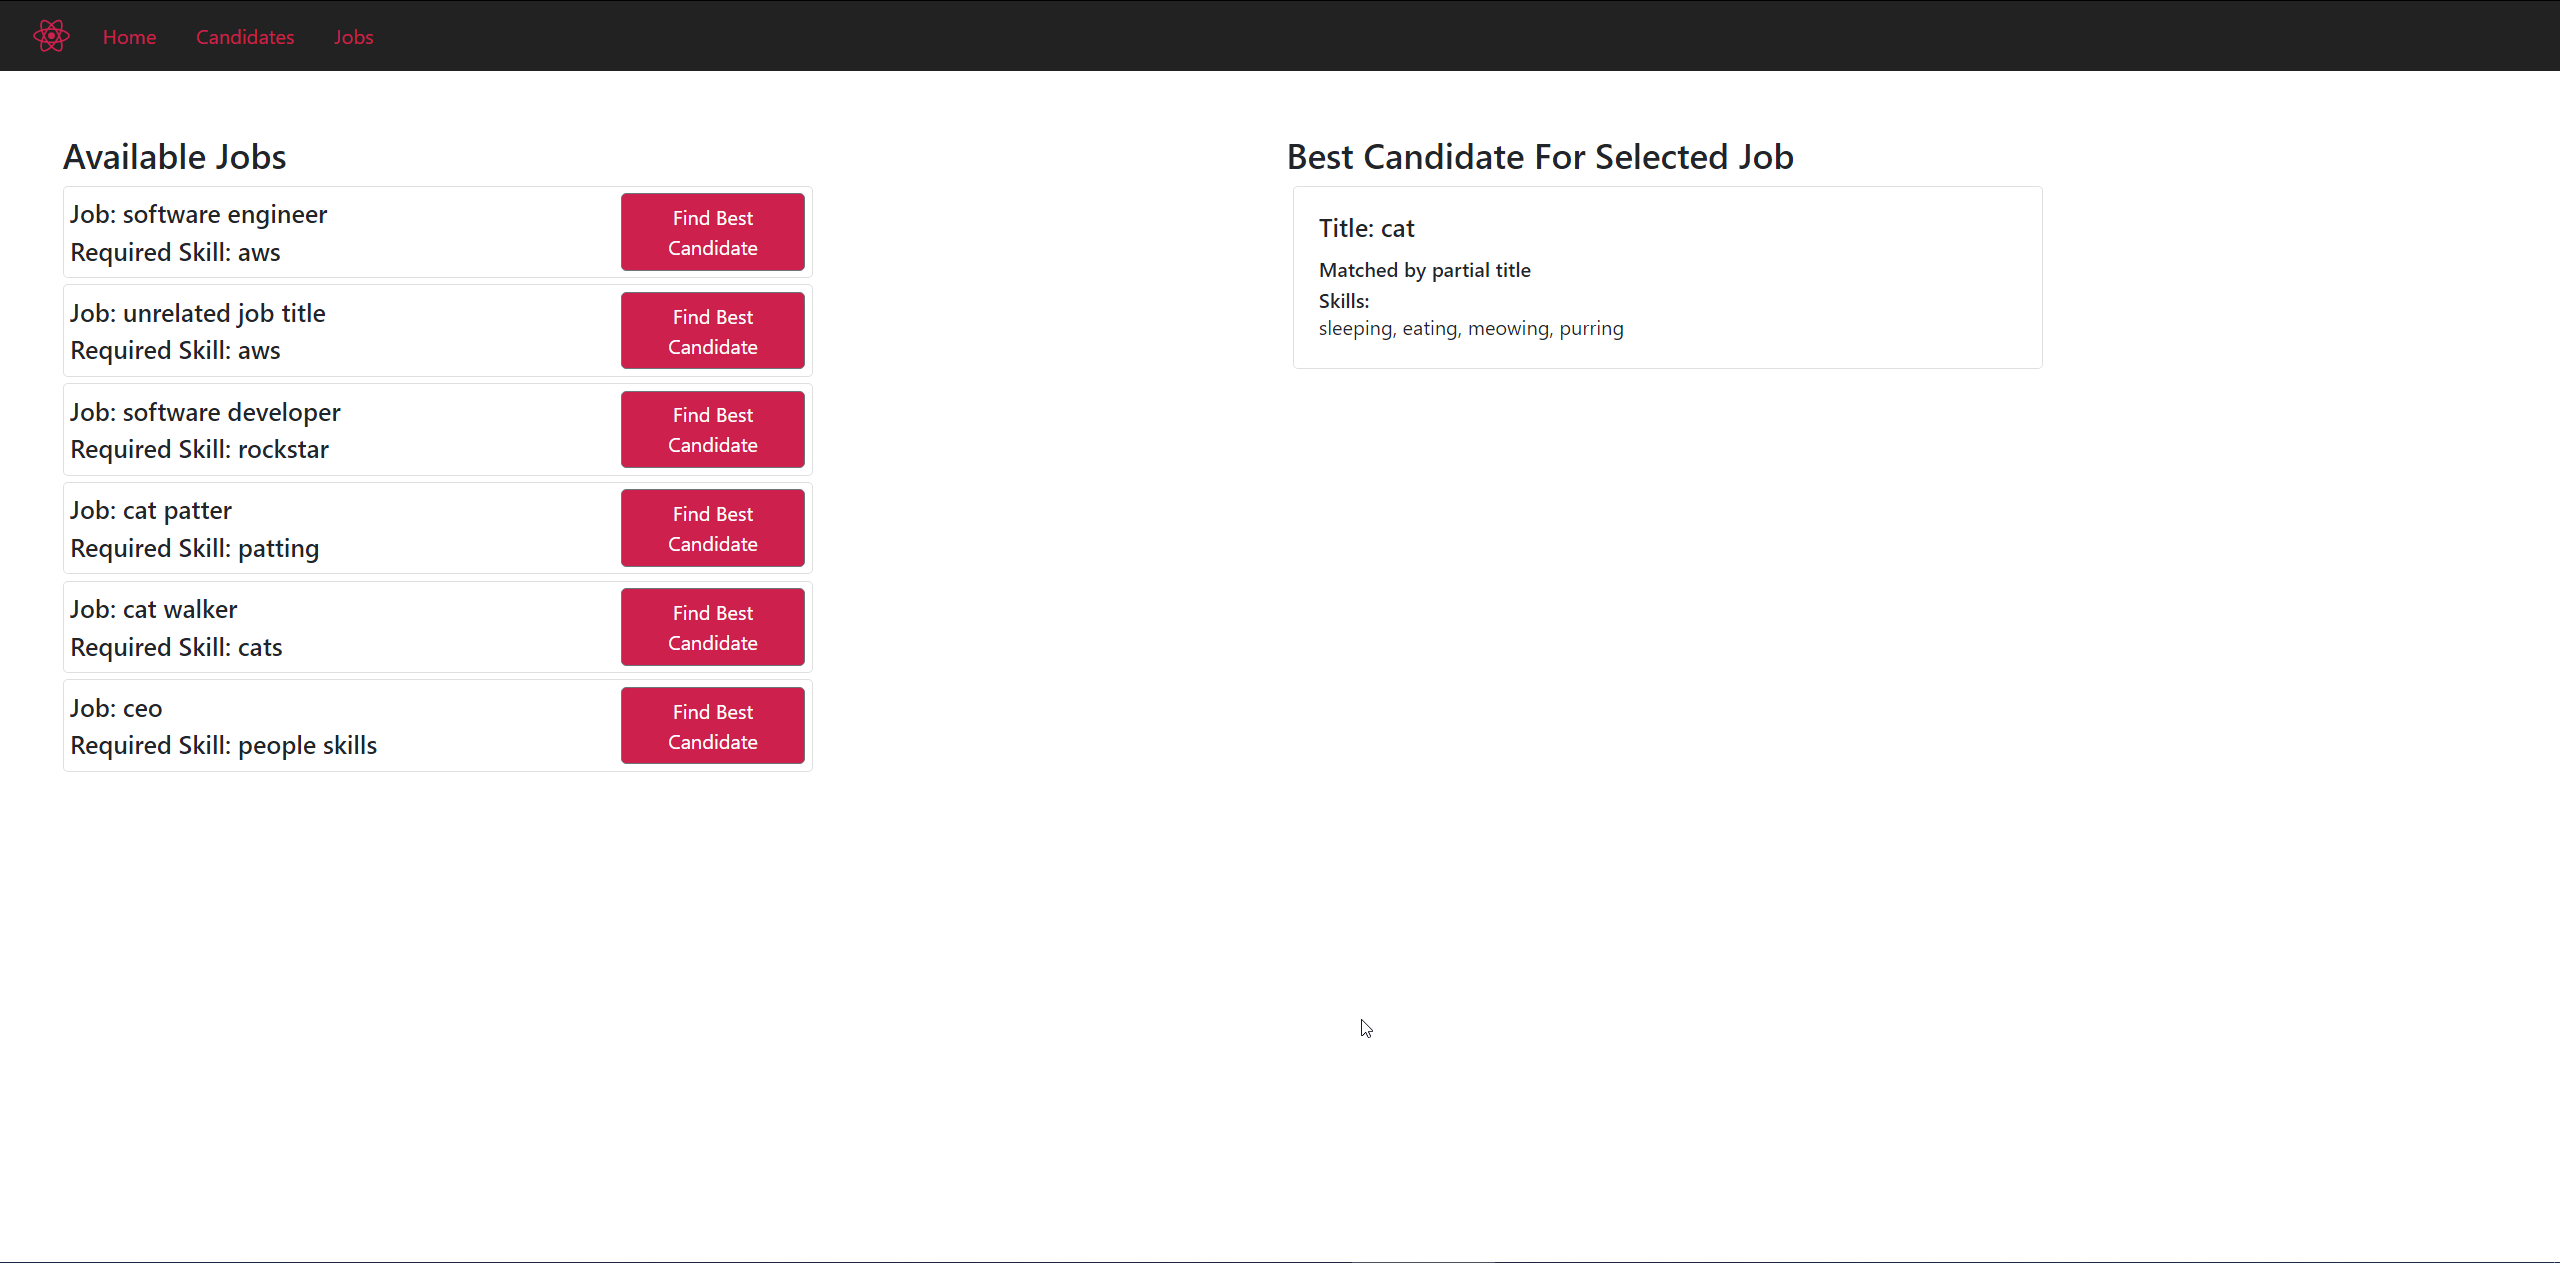 Home Candidates Jobs
Available Jobs
Job: software engineer
Required Skill: aws
Find Best
Candidate
Job: unrelated job title
Required Skill: aws
Find Best
Candidate
Job: software developer
Required Skill: rockstar
Find Best
Candidate
Job: cat patter
Required Skill: patting
Find Best
Candidate
Job: cat walker
Required Skill: cats
Find Best
Candidate
Job: ceo
Required Skill: people skills
Find Best
Candidate
Best Candidate For Selected Job
Title: cat
Matched by partial title
Skills:
sleeping, eating, meowing, purring